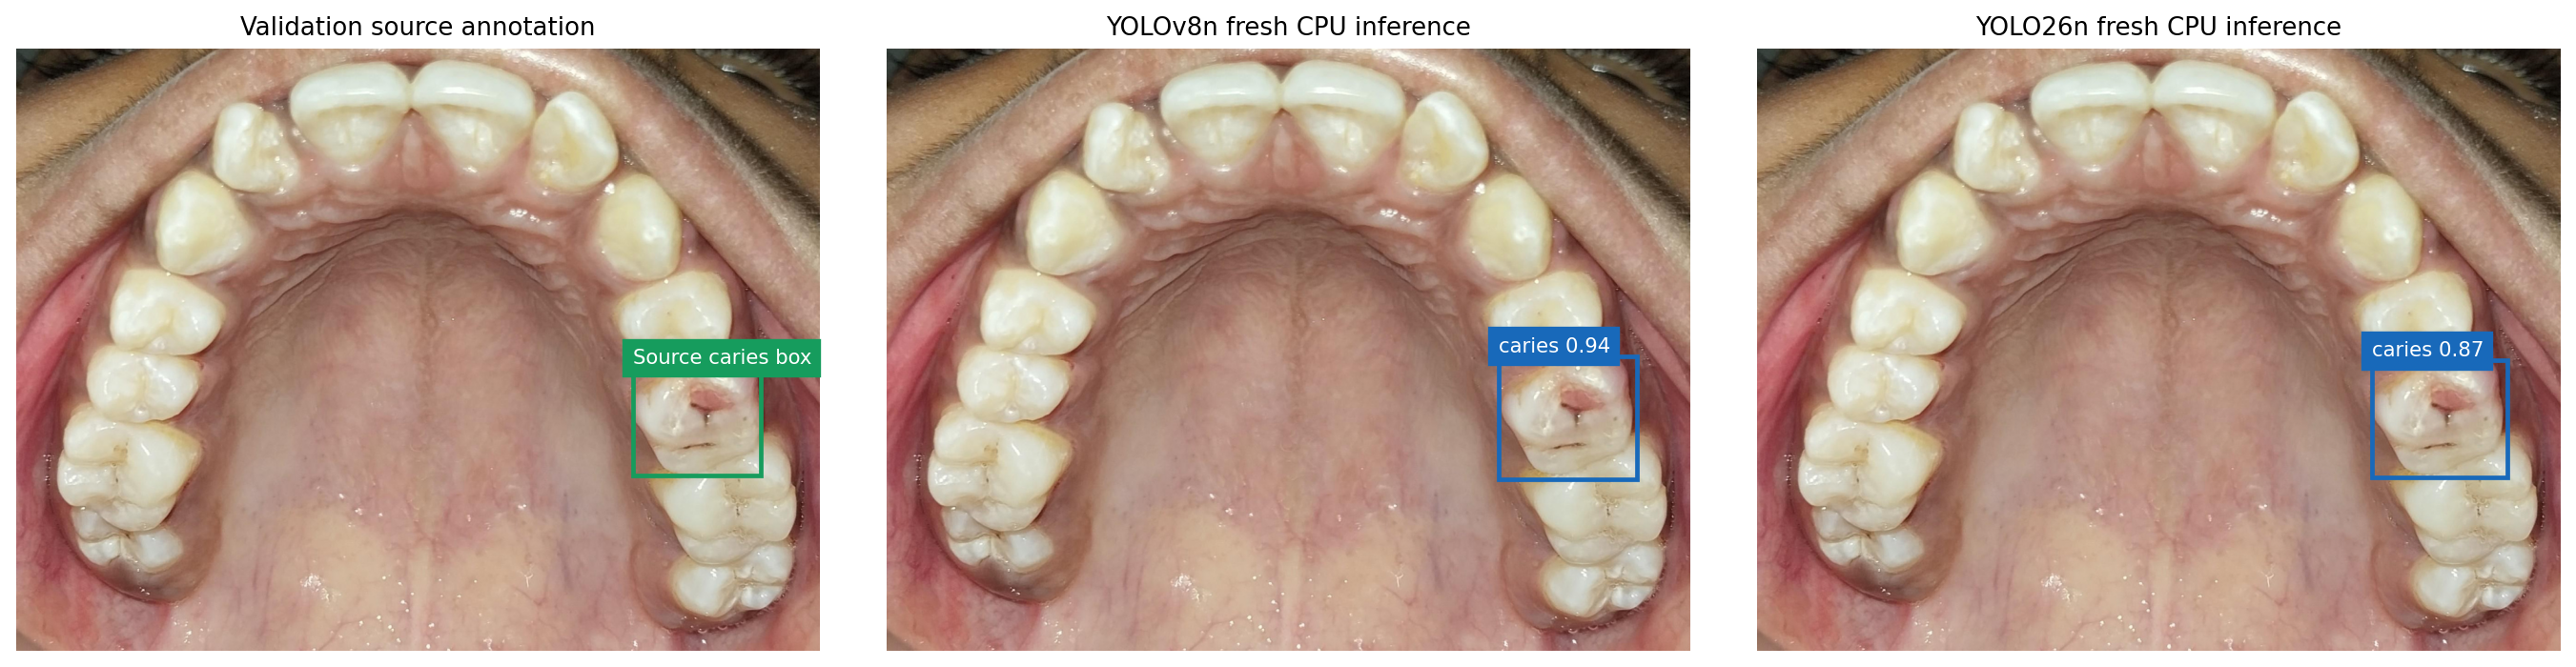 Validation source annotation
YOLOv8n fresh CPU inference
YOLO26n fresh CPU inference
Source caries box
caries 0.94
caries 0.87